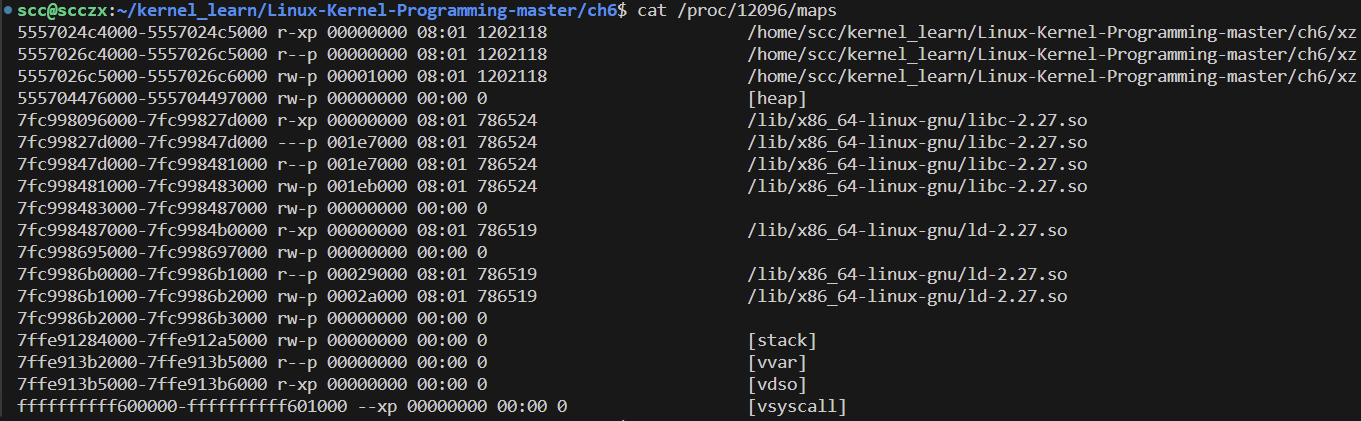 scc@scczx:~/kernel_learn/Linux-Kernel-Programming-master/ch6$ cat /proc/12096/maps
5557024c4000-5557024c5000 r-xp 00000000 08:01 1202118 /home/scc/kernel_learn/Linux-Kernel-Programming-master/ch6/xz
5557026c4000-5557026c5000 r--p 00000000 08:01 1202118 /home/scc/kernel_learn/Linux-Kernel-Programming-master/ch6/xz
5557026c5000-5557026c6000 rw-p 00001000 08:01 1202118 /home/scc/kernel_learn/Linux-Kernel-Programming-master/ch6/xz
555704476000-555704497000 rw-p 00000000 00:00 0 [heap]
7fc998096000-7fc99827d000 r-xp 00000000 08:01 786524 /lib/x86_64-linux-gnu/libc-2.27.so
7fc99827d000-7fc99847d000 ---p 001e7000 08:01 786524 /lib/x86_64-linux-gnu/libc-2.27.so
7fc99847d000-7fc998481000 r--p 001e7000 08:01 786524 /lib/x86_64-linux-gnu/libc-2.27.so
7fc998481000-7fc998483000 rw-p 001eb000 08:01 786524 /lib/x86_64-linux-gnu/libc-2.27.so
7fc998483000-7fc998487000 rw-p 00000000 00:00 0
7fc998487000-7fc9984b0000 r-xp 00000000 08:01 786519 /lib/x86_64-linux-gnu/ld-2.27.so
7fc998695000-7fc998697000 rw-p 00000000 00:00 0
7fc9986b0000-7fc9986b1000 r--p 00029000 08:01 786519 /lib/x86_64-linux-gnu/ld-2.27.so
7fc9986b1000-7fc9986b2000 rw-p 0002a000 08:01 786519 /lib/x86_64-linux-gnu/ld-2.27.so
7fc9986b2000-7fc9986b3000 rw-p 00000000 00:00 0
7ffe91284000-7ffe912a5000 rw-p 00000000 00:00 0 [stack]
7ffe913b2000-7ffe913b5000 r--p 00000000 00:00 0 [vvar]
7ffe913b5000-7ffe913b6000 r-xp 00000000 00:00 0 [vdso]
ffffffffff600000-ffffffffff601000 --xp 00000000 00:00 0 [vsyscall]